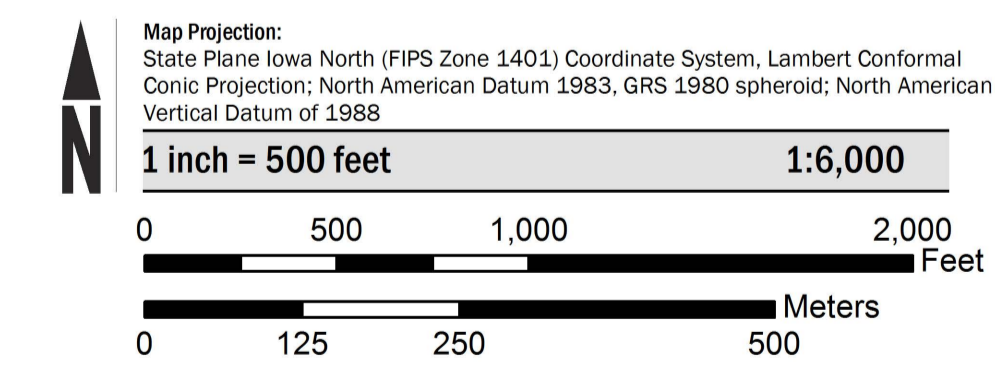 N
Map Projection:
State Plane Iowa North (FIPS Zone 1401) Coordinate System, Lambert Conformal
Conic Projection; North American Datum 1983, GRS 1980 spheroid; North American
Vertical Datum of 1988
1 inch = 500 feet 1:6,000
0 500 1,000 2,000
Feet
Meters
0 125 250 500